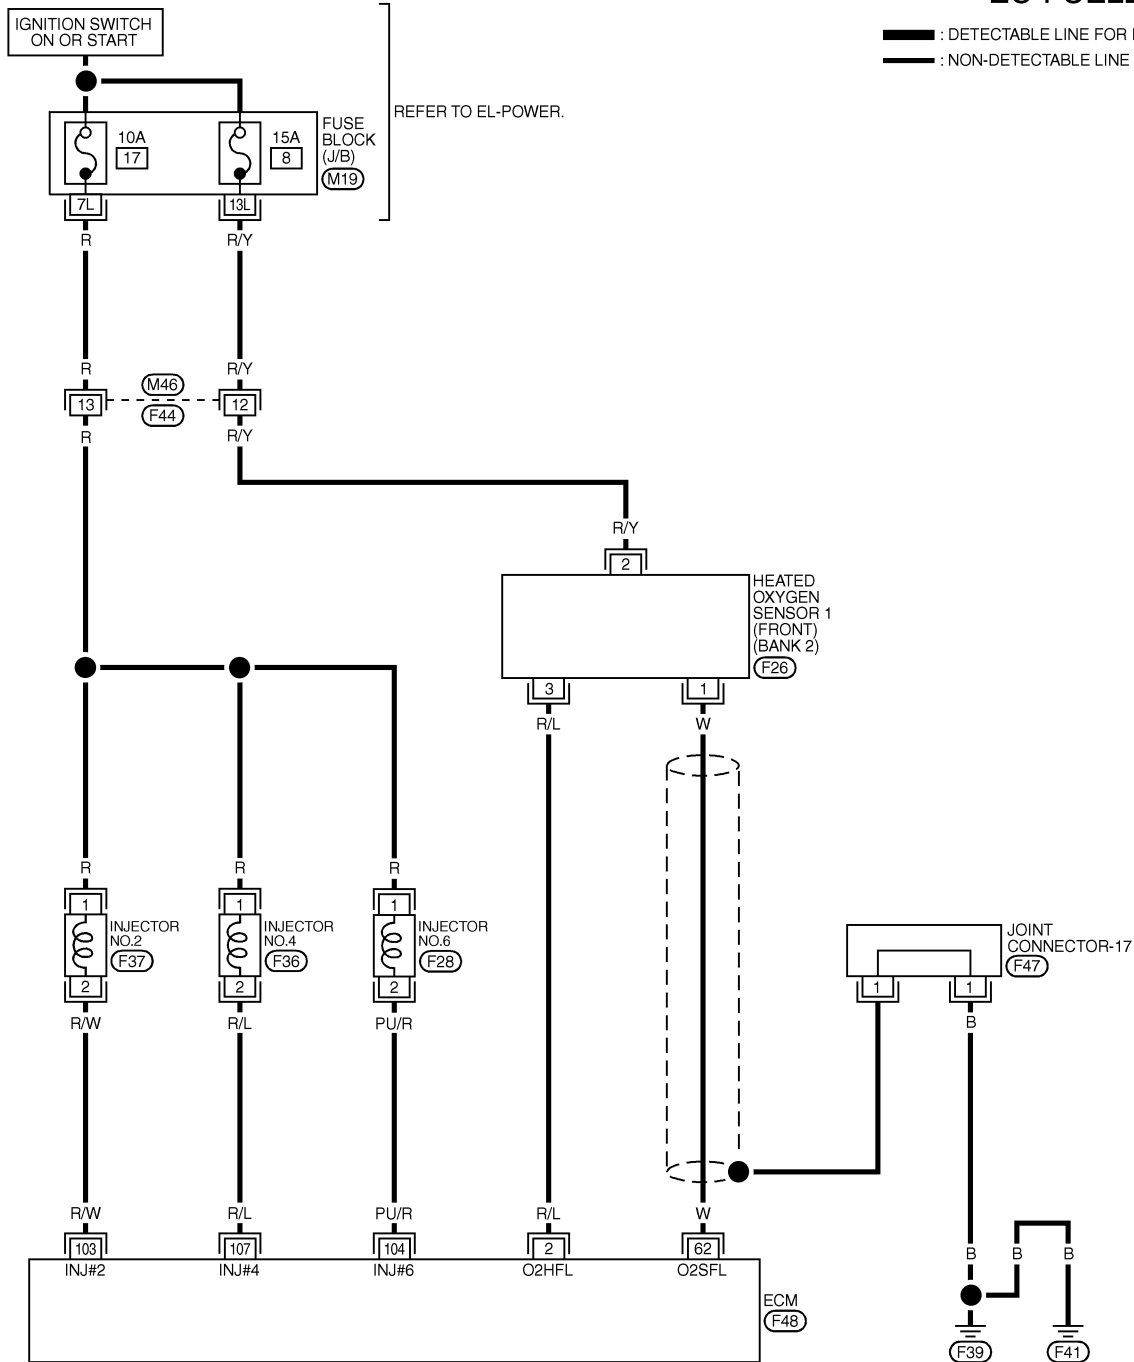 IGNITION SWITCH
ON OR START
: DETECTABLE LINE FOR
: NON-DETECTABLE LINE
REFER TO EL-POWER.
10A
17
15A
8
FUSE
BLOCK
(J/B)
M19
7L
13L
R
R/Y
R
R/Y
13
M46
F44
12
R
R/Y
R/Y
2
HEATED
OXYGEN
SENSOR 1
(FRONT)
(BANK 2)
F26
3
1
R/L
W
R
R
R
1
1
1
INJECTOR
NO.2
F37
INJECTOR
NO.4
F36
INJECTOR
NO.6
F28
2
2
2
R/W
R/L
PU/R
JOINT
CONNECTOR-17
F47
1
1
B
R/W
R/L
PU/R
R/L
W
103
107
104
2
62
INJ#2
INJ#4
INJ#6
O2HFL
O2SFL
ECM
F48
B
B
B
F39
F41